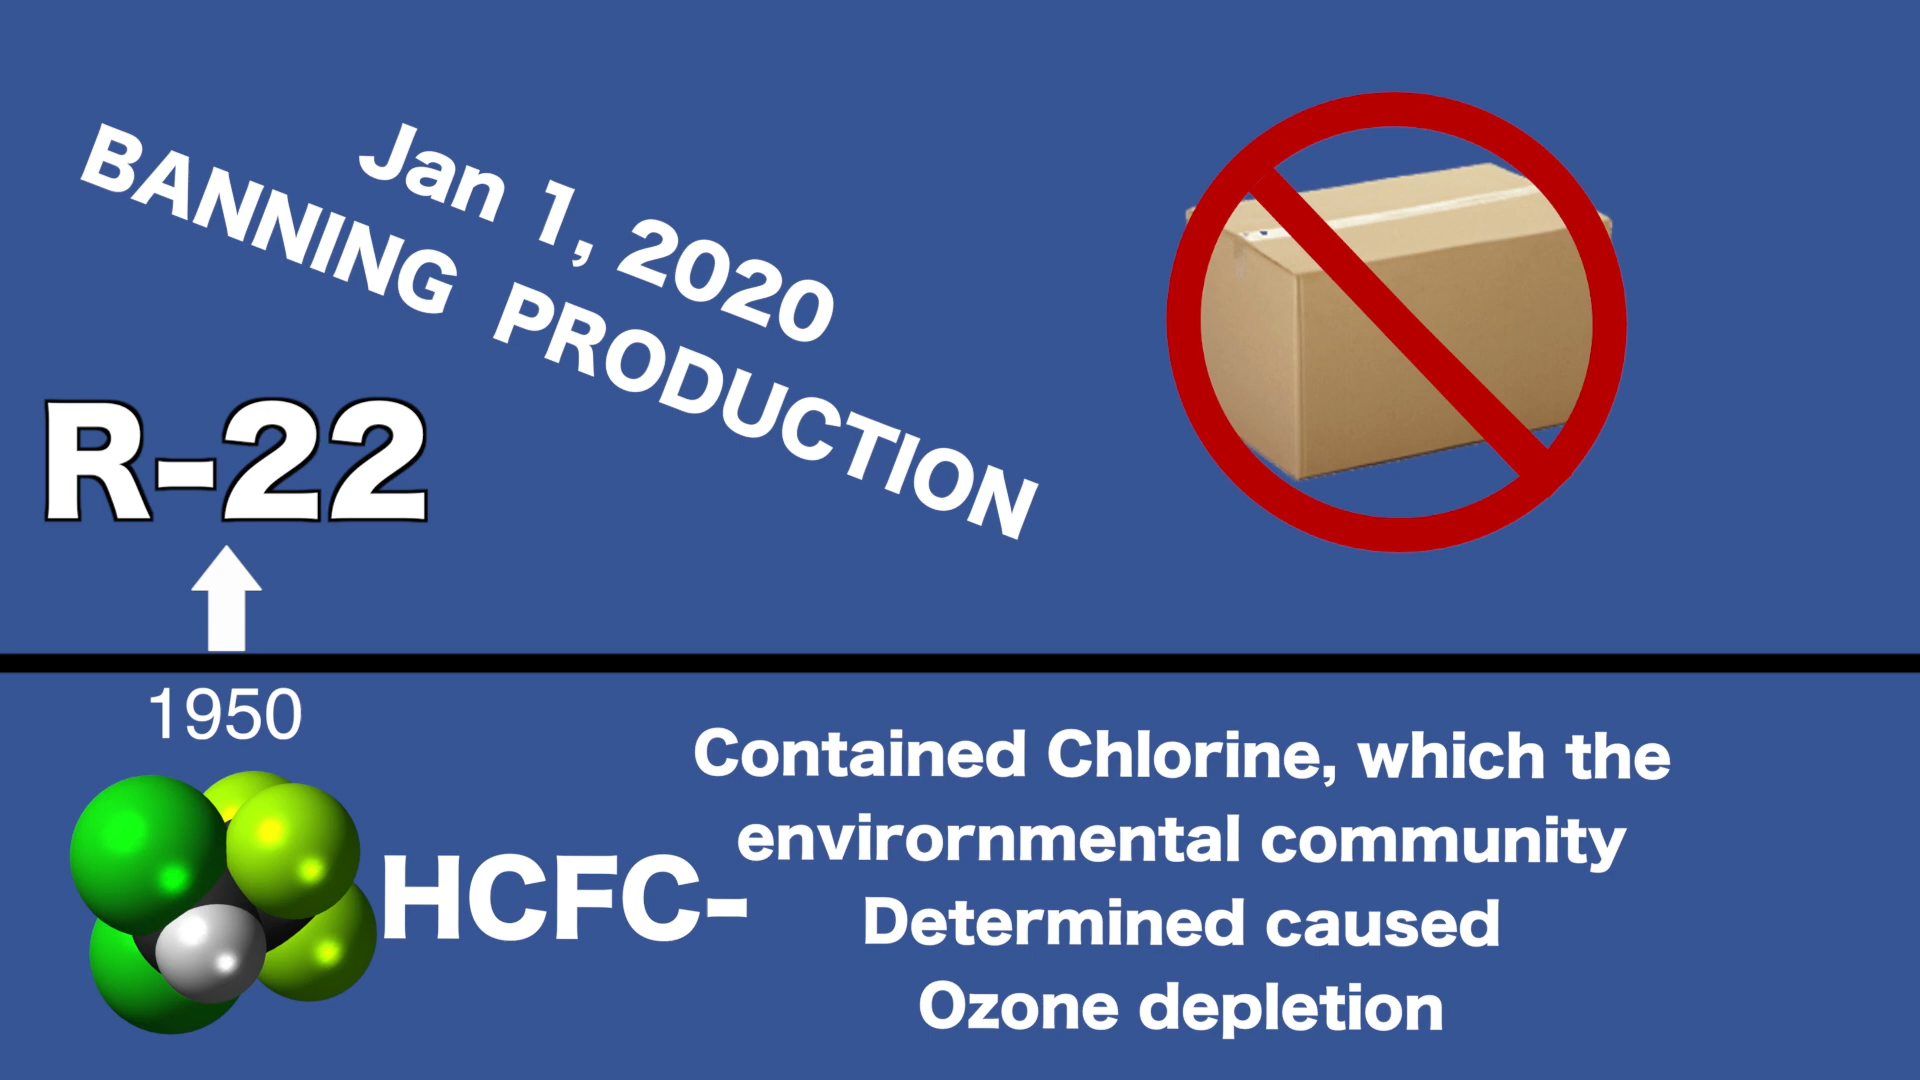 Jan 1, 2020
BANNING PRODUCTION
R-22
1950
HCFC-
Contained Chlorine, which the
envirornmental community
Determined caused
Ozone depletion